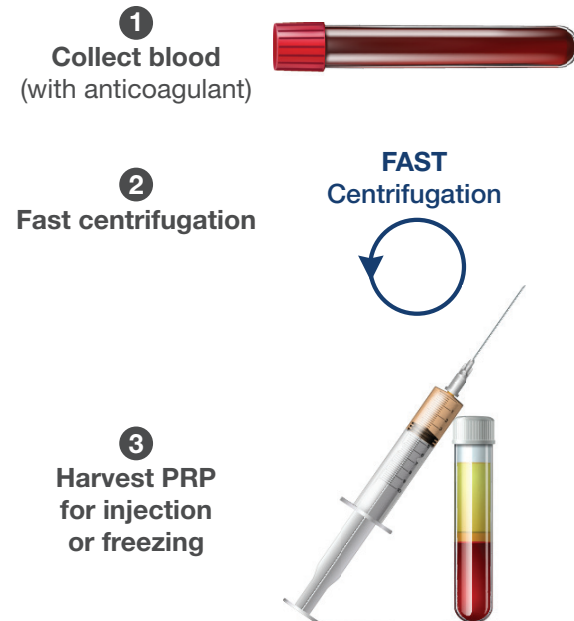 1
Collect blood
(with anticoagulant)
2
Fast centrifugation
FAST
Centrifugation
3
Harvest PRP
for injection
or freezing